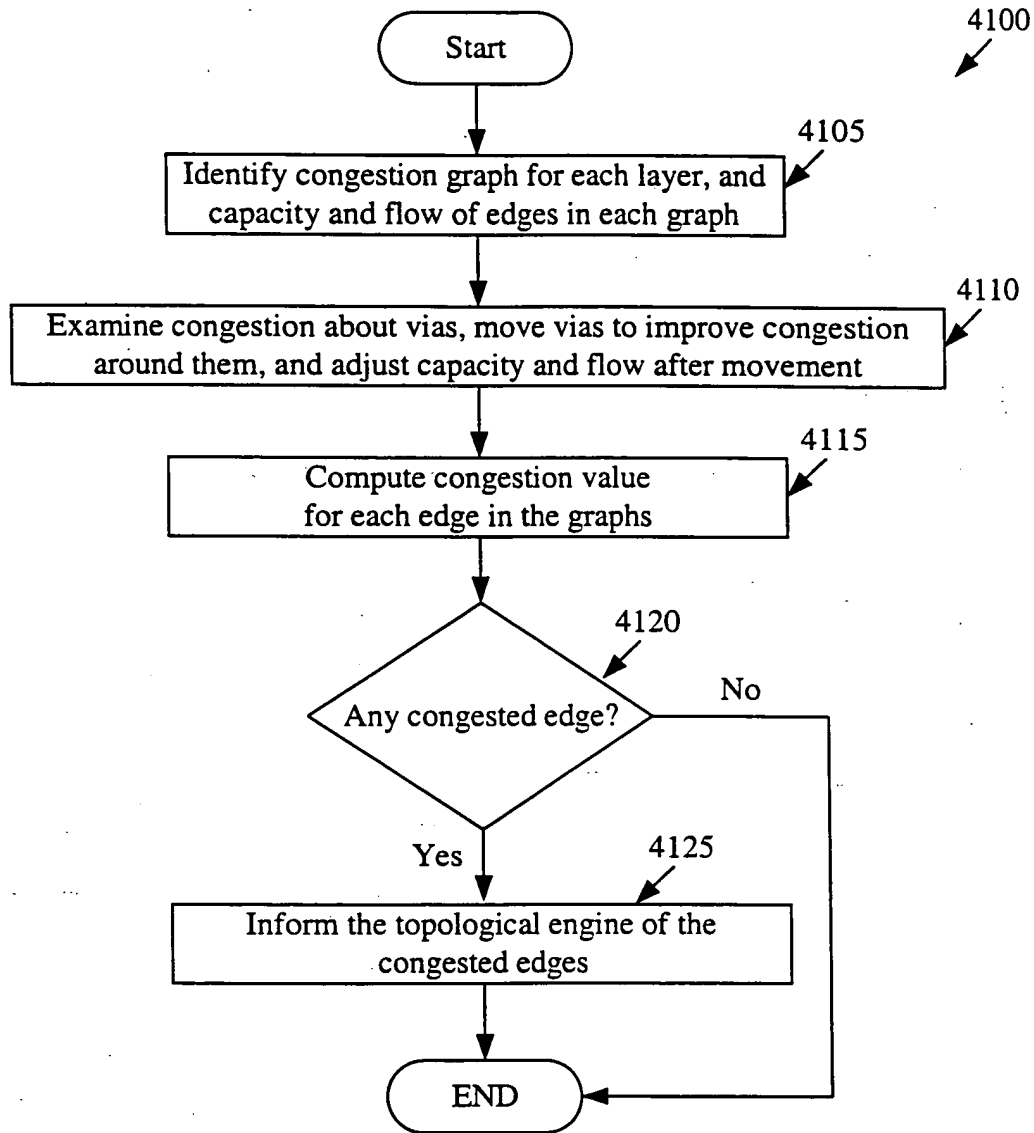 4100
Start
4105
Identify congestion graph for each layer, and
capacity and flow of edges in each graph
4110
Examine congestion about vias, move vias to improve congestion
around them, and adjust capacity and flow after movement
4115
Compute congestion value
for each edge in the graphs
4120
Any congested edge?
No
Yes
4125
Inform the topological engine of the
congested edges
END